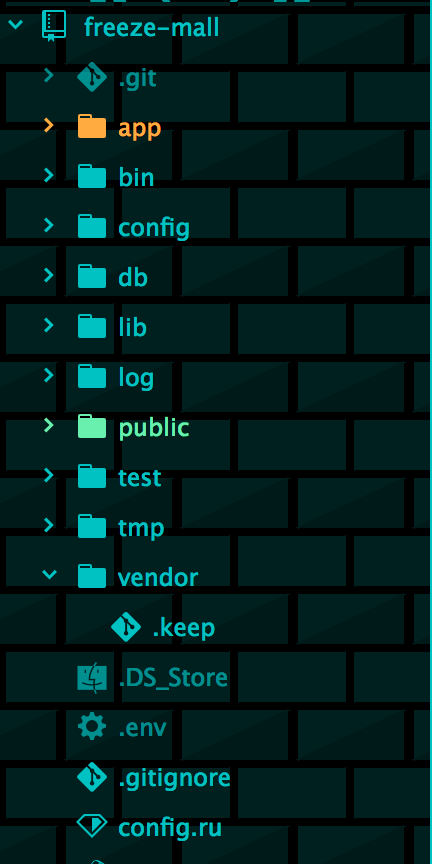 freeze-mall
.git
app
bin
config
db
lib
log
public
test
tmp
vendor
.keep
.DS_Store
.env
.gitignore
config.ru